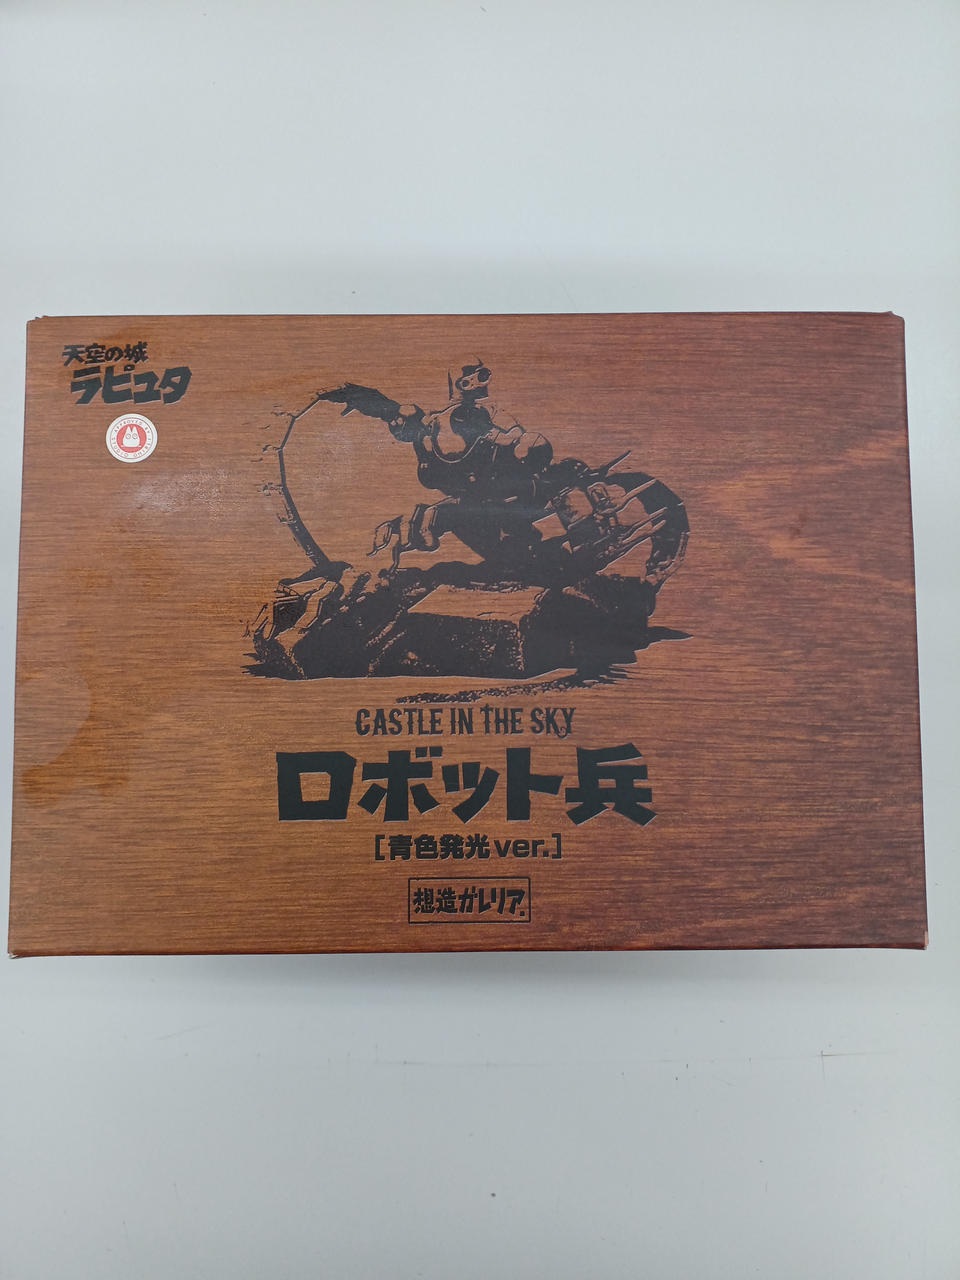 天空の城
ラピュタ
CASTLE IN THE SKY
ロボット兵
[青色発光ver.]
想造ガレリア.